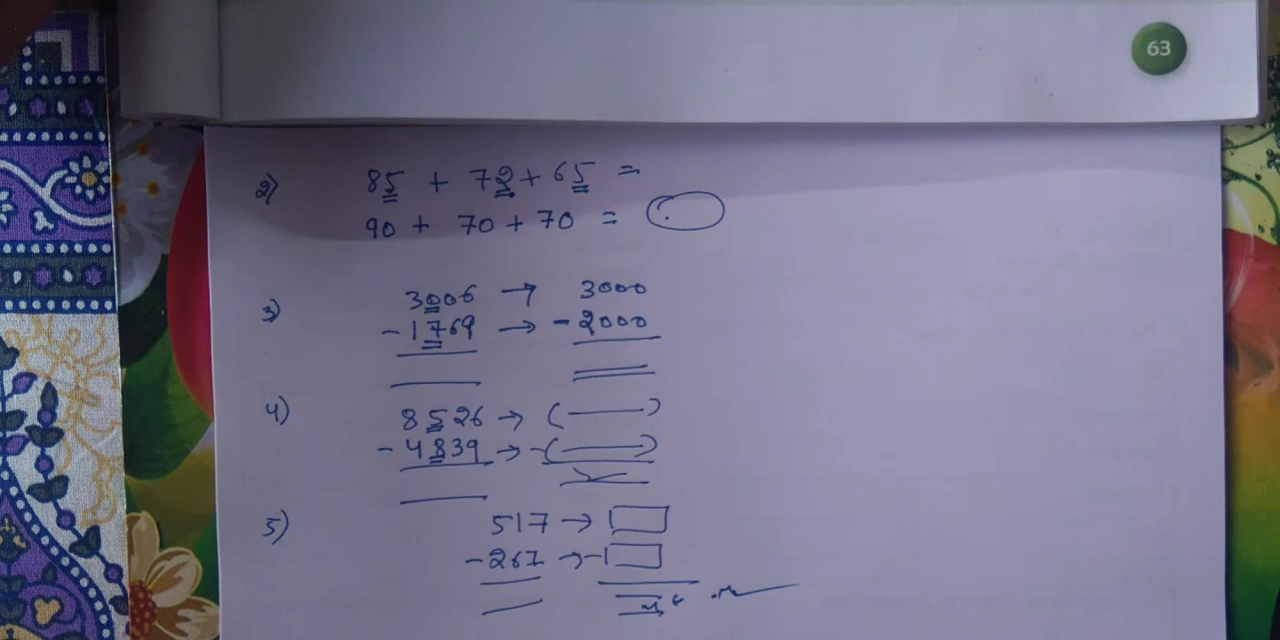 63
2) 85 + 72 + 65 =
90 + 70 + 70 =
3) 3006 → 3000
- 1769 → - 2000
4) 8526 → ( )
- 4839 → - ( )
5) 517 →
- 267 → -